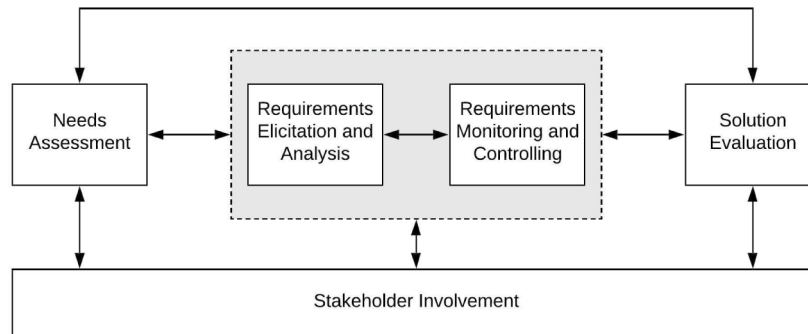 Needs
Assessment
Requirements
Elicitation and
Analysis
Requirements
Monitoring and
Controlling
Solution
Evaluation
Stakeholder Involvement